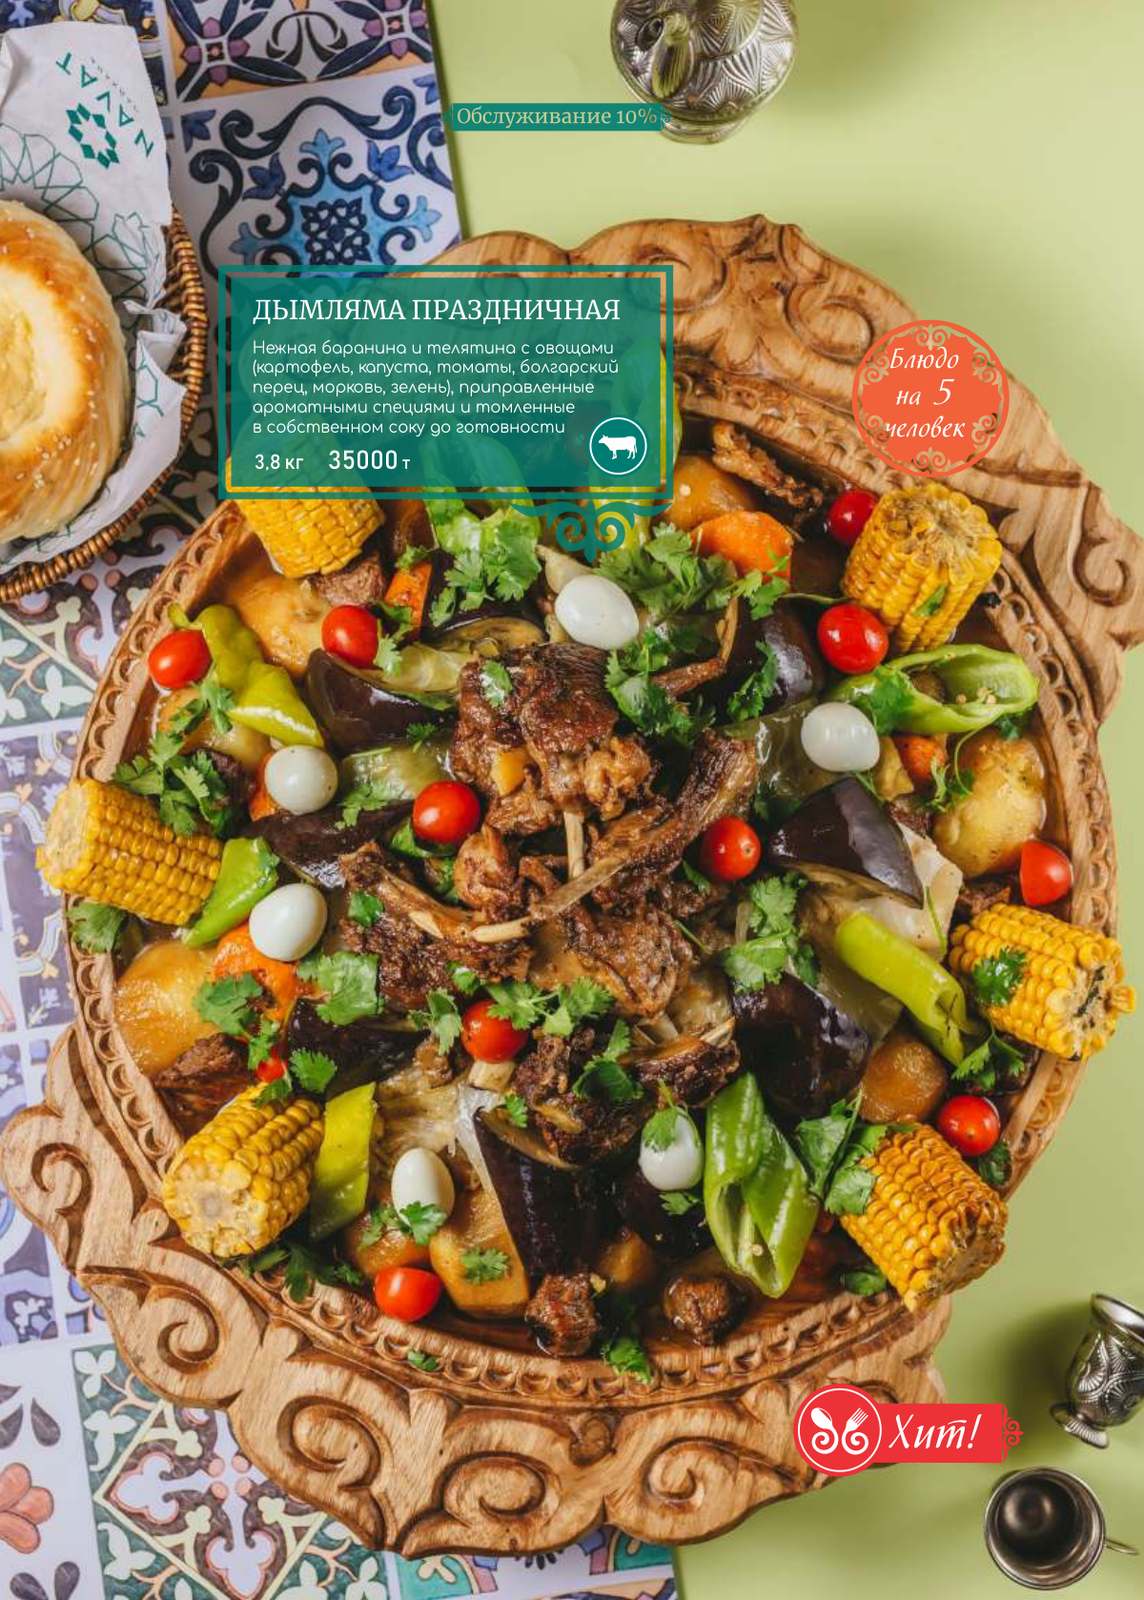 NAVAT
Обслуживание 10%
ДЫМЛЯМА ПРАЗДНИЧНАЯ
Нежная баранина и телятина с овощами
(картофель, капуста, томаты, болгарский
перец, морковь, зелень), приправленные
ароматными специями и томленные
в собственном соку до готовности
3,8 кг 35000 т
Блюдо
на 5
человек
Хит!